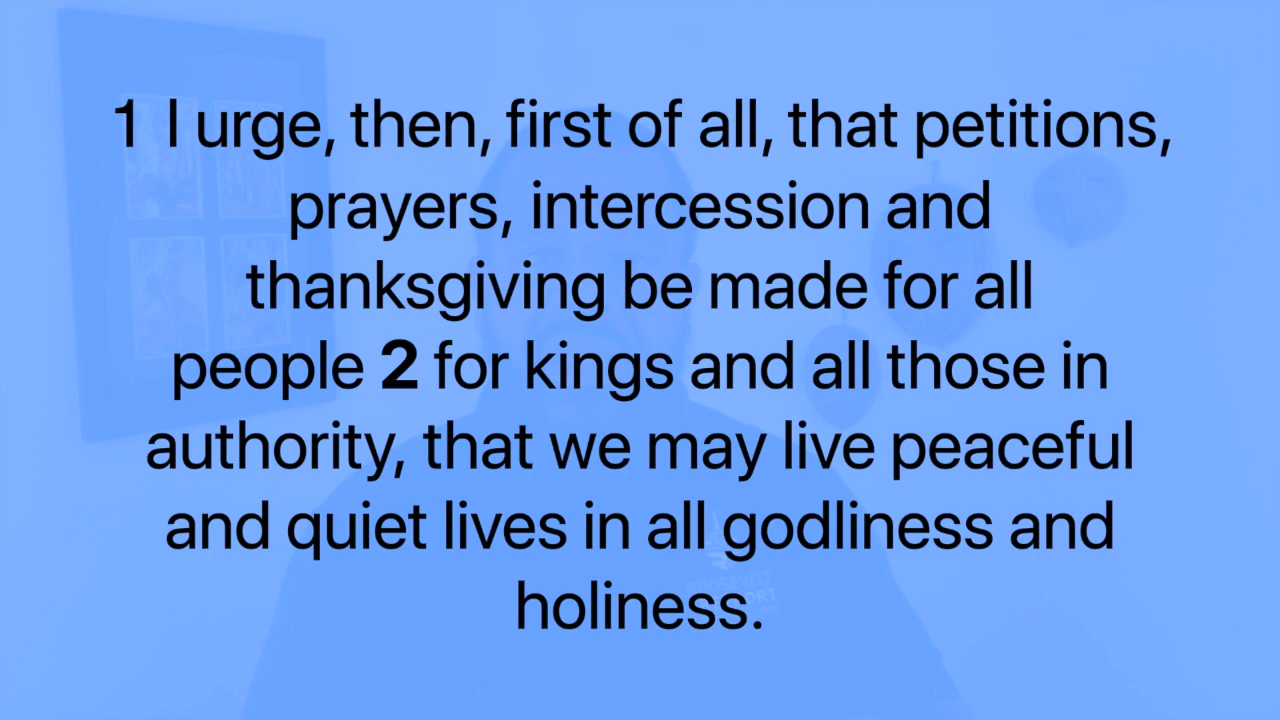 1 I urge, then, first of all, that petitions,
prayers, intercession and
thanksgiving be made for all
people 2 for kings and all those in
authority, that we may live peaceful
and quiet lives in all godliness and
holiness.